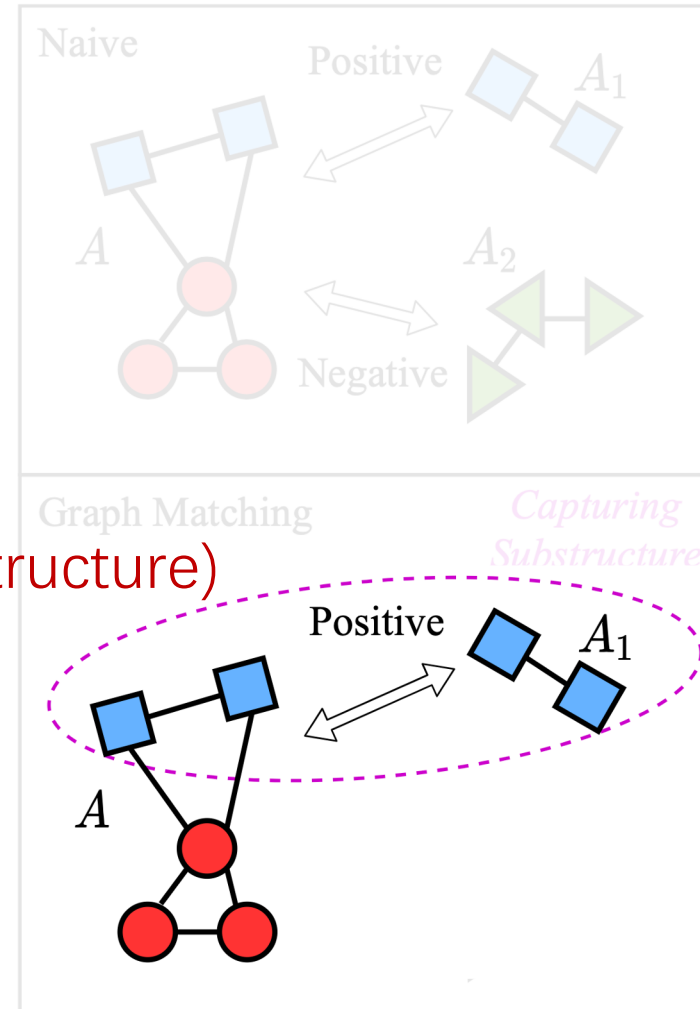 Naive
Positive
A₁
A
A₂
Negative
Graph Matching
Capturing
Substructure
tructure)
Positive
A₁
A